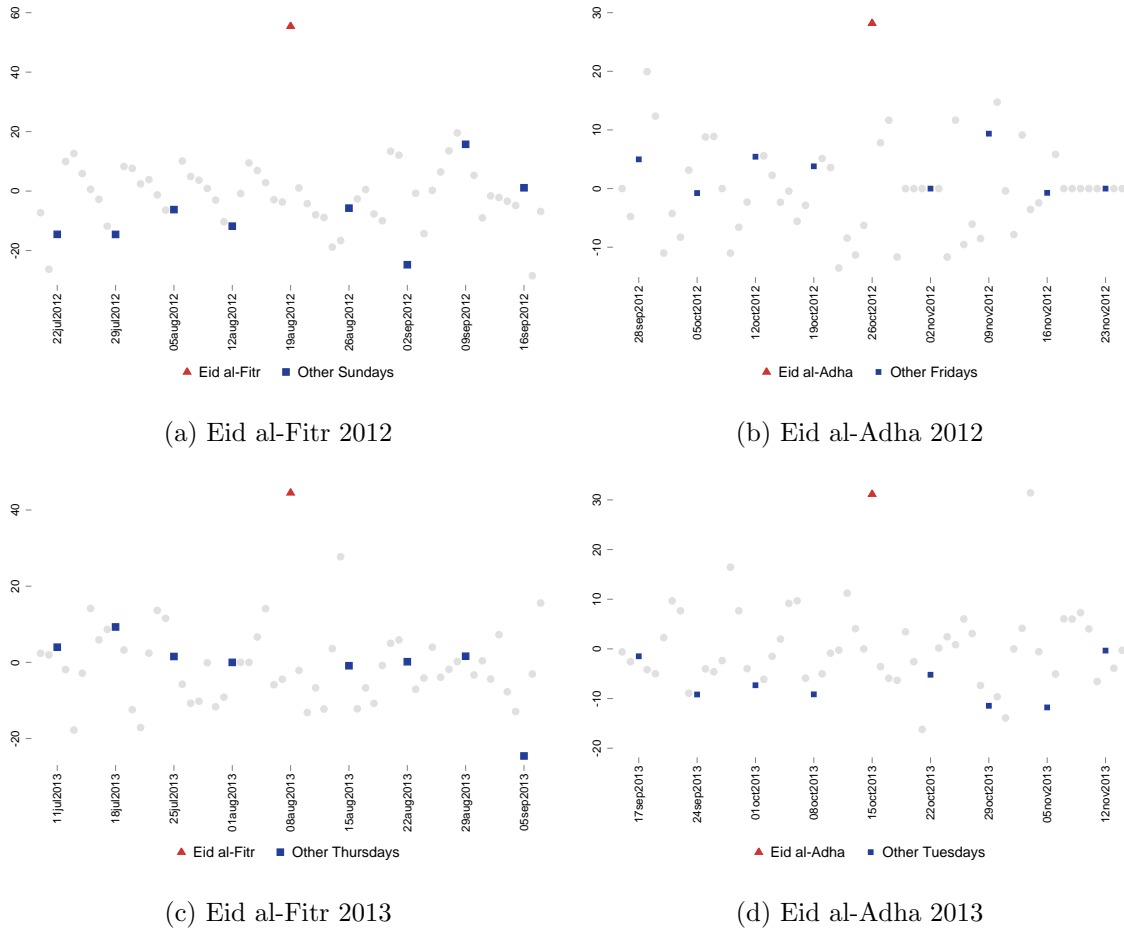 60
40
20
0
-20
22jul2012
29jul2012
05aug2012
12aug2012
19aug2012
26aug2012
02sep2012
09sep2012
16sep2012
Eid al-Fitr Other Sundays
(a) Eid al-Fitr 2012
30
20
10
0
-10
28sep2012
05oct2012
12oct2012
19oct2012
26oct2012
02nov2012
09nov2012
16nov2012
23nov2012
Eid al-Adha Other Fridays
(b) Eid al-Adha 2012
40
20
0
-20
11jul2013
18jul2013
25jul2013
01aug2013
08aug2013
15aug2013
22aug2013
29aug2013
05sep2013
Eid al-Fitr Other Thursdays
(c) Eid al-Fitr 2013
30
20
10
0
-10
-20
17sep2013
24sep2013
01oct2013
08oct2013
15oct2013
22oct2013
29oct2013
05nov2013
12nov2013
Eid al-Adha Other Tuesdays
(d) Eid al-Adha 2013